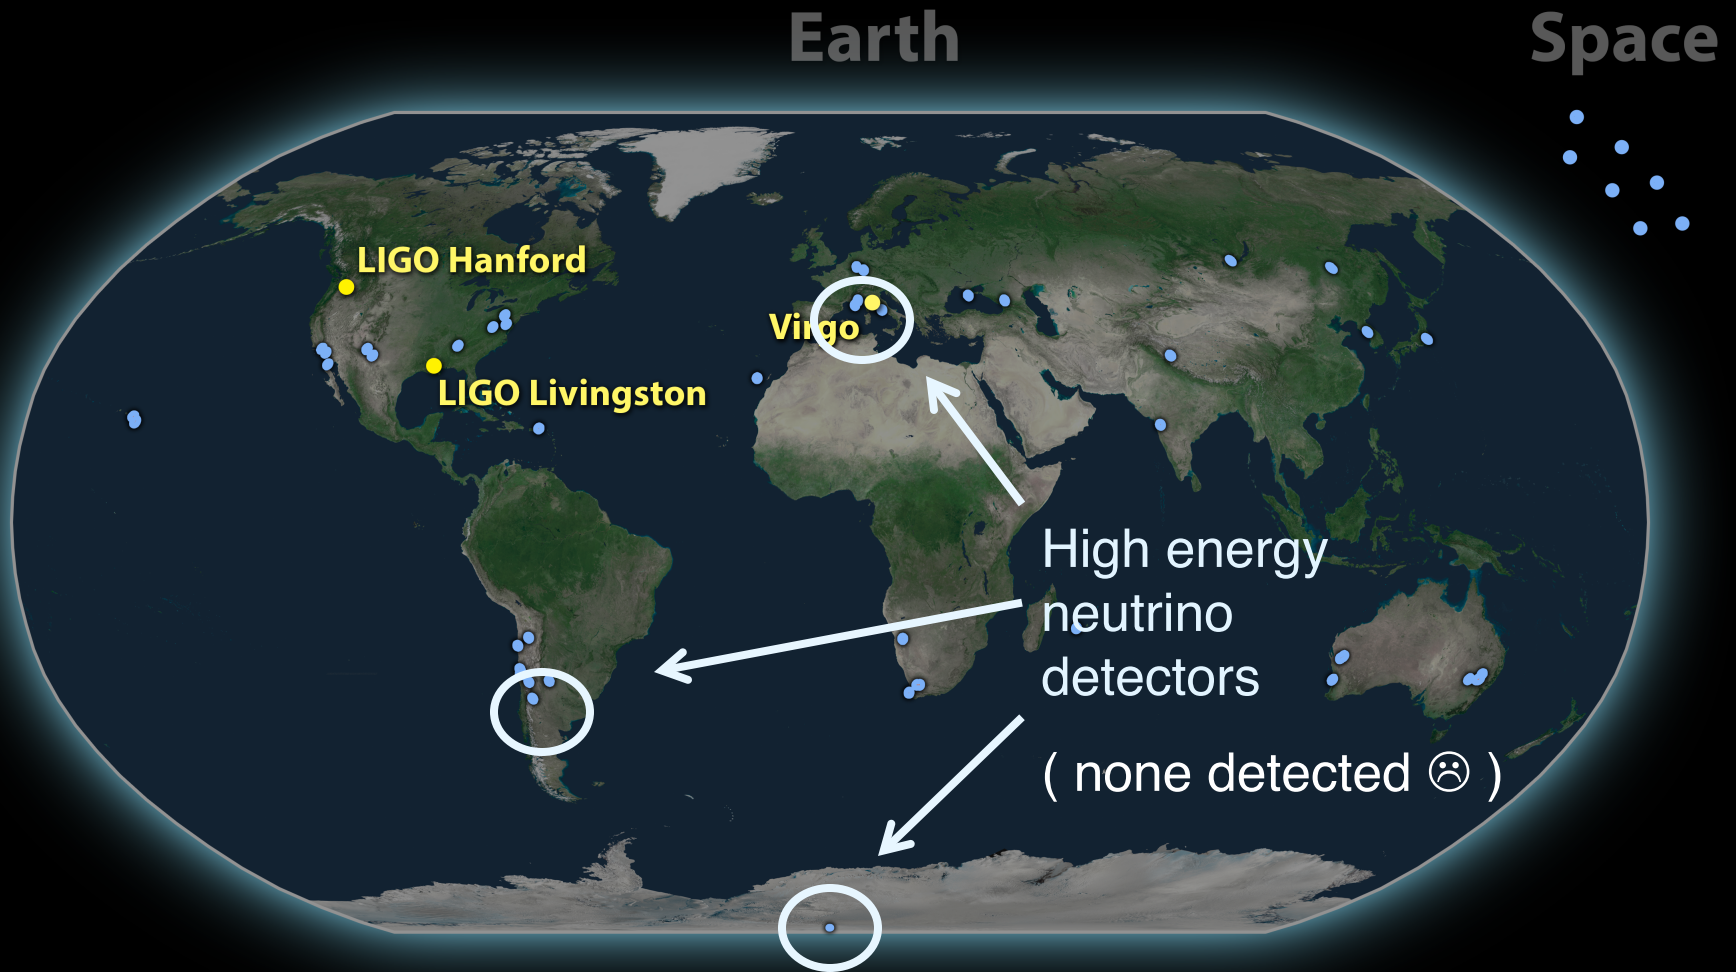 Earth
Space
LIGO Hanford
Virgo
LIGO Livingston
High energy
neutrino
detectors
( none detected ☹ )